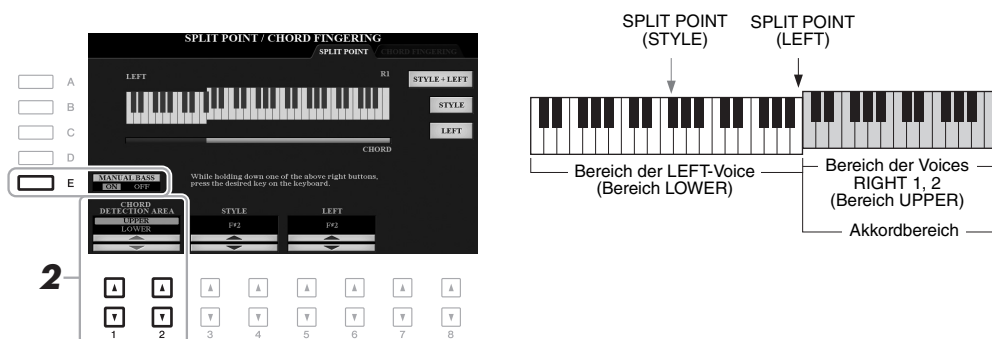 SPLIT POINT / CHORD FINGERING
SPLIT POINT
CHORD FINGERING
A
B
C
D
E
LEFT
R1
STYLE + LEFT
STYLE
LEFT
CHORD
MANUAL BASS
ON OFF
While holding down one of the above right buttons,
press the desired key on the keyboard.
CHORD
DETECTION AREA
UPPER
LOWER
STYLE
F#2
LEFT
F#2
2
1 2 3 4 5 6 7 8
SPLIT POINT
(STYLE)
SPLIT POINT
(LEFT)
Bereich der LEFT-Voice
(Bereich LOWER)
Bereich der Voices
RIGHT 1, 2
(Bereich UPPER)
Akkordbereich